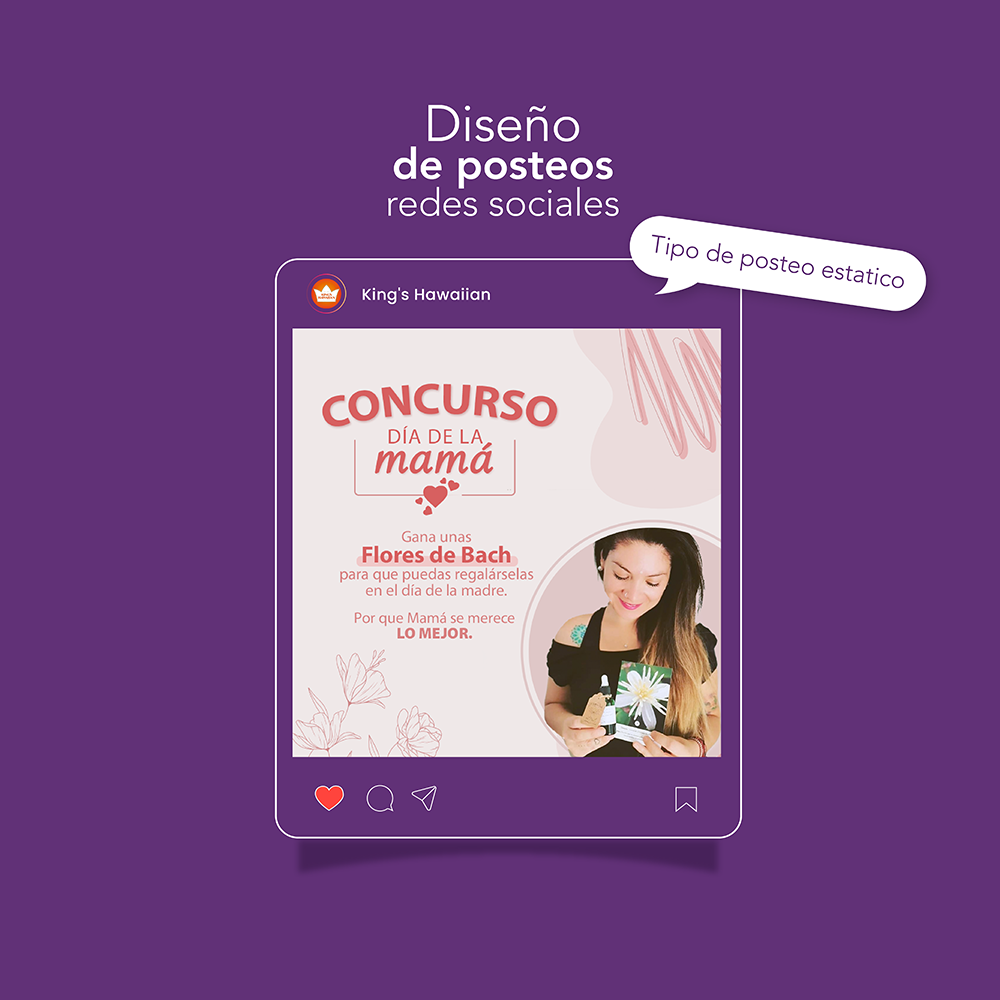 Diseño
de posteos
redes sociales
Tipo de posteo estatico
King's Hawaiian
CONCURSO
DÍA DE LA
mamá
Gana unas
Flores de Bach
para que puedas regalárselas
en el día de la madre.
Por que Mamá se merece
LO MEJOR.